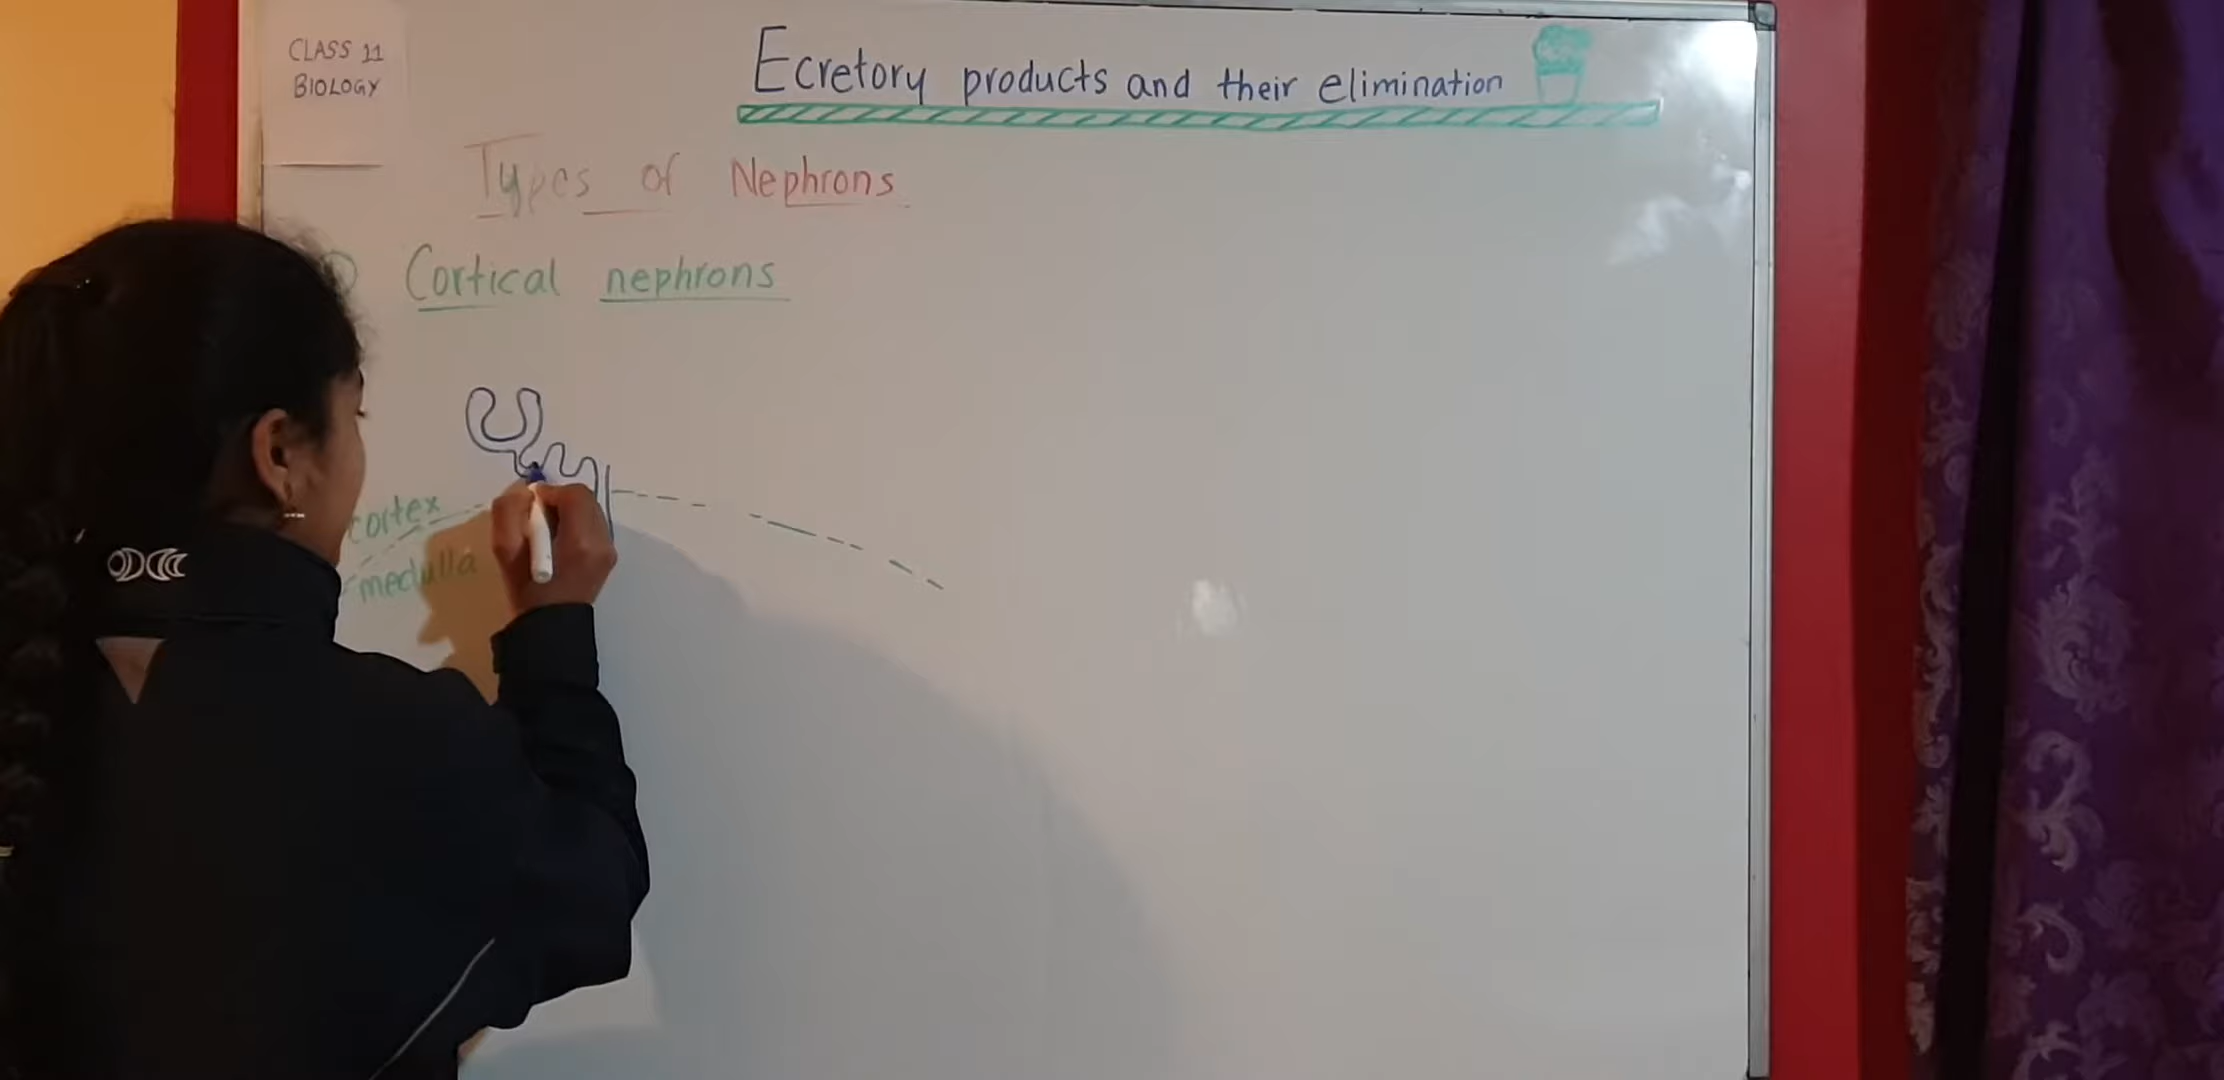 CLASS 11
BIOLOGY
Ecretory products and their elimination
Types of Nephrons
Cortical nephrons
cortex
medulla